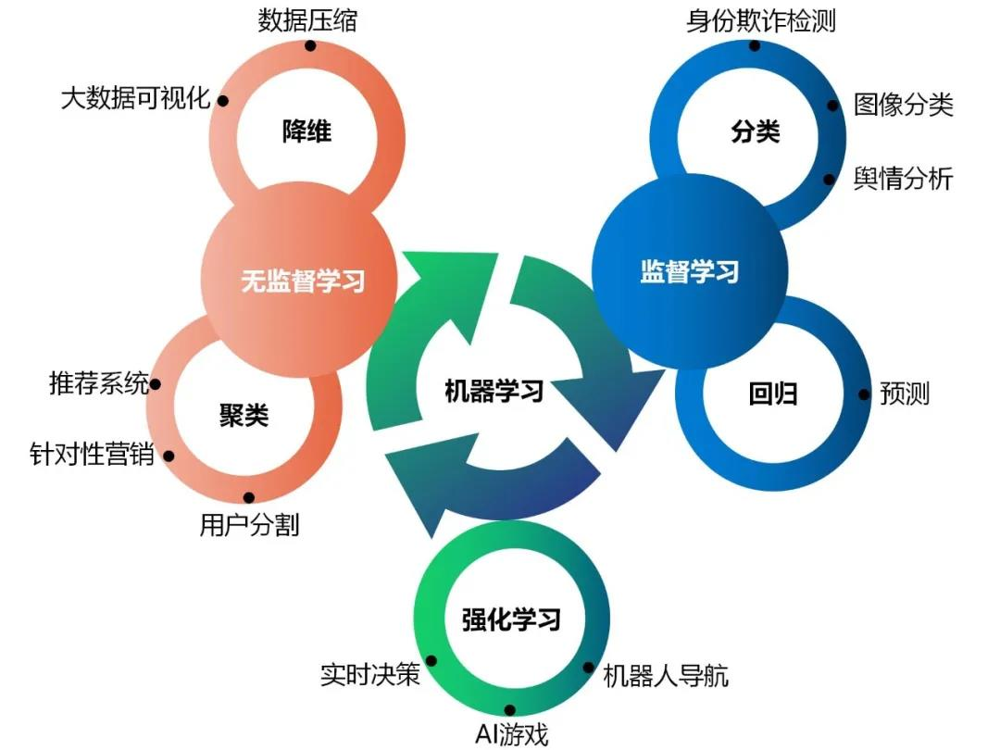 数据压缩
身份欺诈检测
大数据可视化
降维
分类
图像分类
舆情分析
无监督学习
监督学习
推荐系统
聚类
机器学习
回归
预测
针对性营销
用户分割
强化学习
实时决策
机器人导航
AI游戏